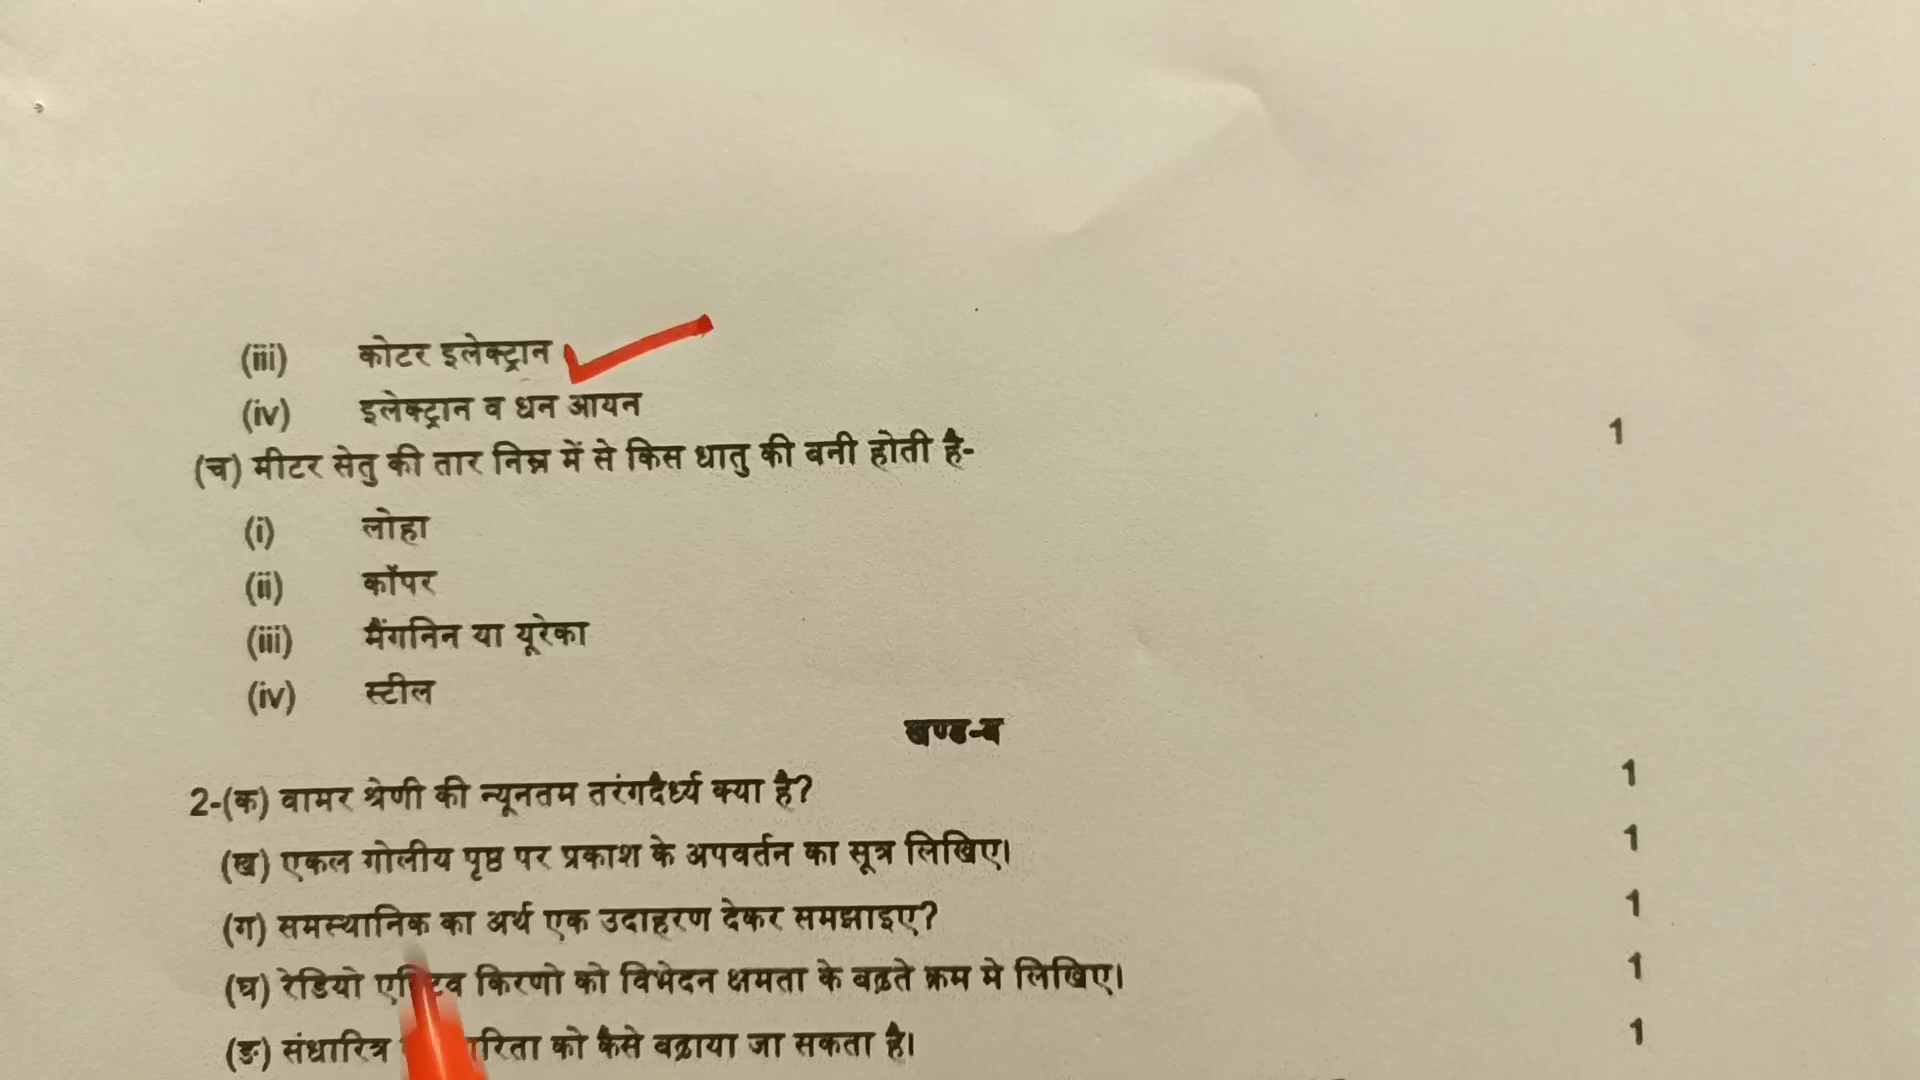 (iii) कोटर इलेक्ट्रान
(iv) इलेक्ट्रान व धन आयन
(च) मीटर सेतु की तार निम्न में से किस धातु की बनी होती है- 1
(i) लोहा
(ii) कॉपर
(iii) मैंगनिन या यूरेका
(iv) स्टील
खण्ड-ब
2-(क) वामर श्रेणी की न्यूनतम तरंगदैर्ध्य क्या है? 1
(ख) एकल गोलीय पृष्ठ पर प्रकाश के अपवर्तन का सूत्र लिखिए। 1
(ग) समस्थानिक का अर्थ एक उदाहरण देकर समझाइए? 1
(घ) रेडियो किरणो को विभेदन क्षमता के बढ़ते क्रम मे लिखिए। 1
(ङ) संधारित्र को कैसे बढ़ाया जा सकता है। 1